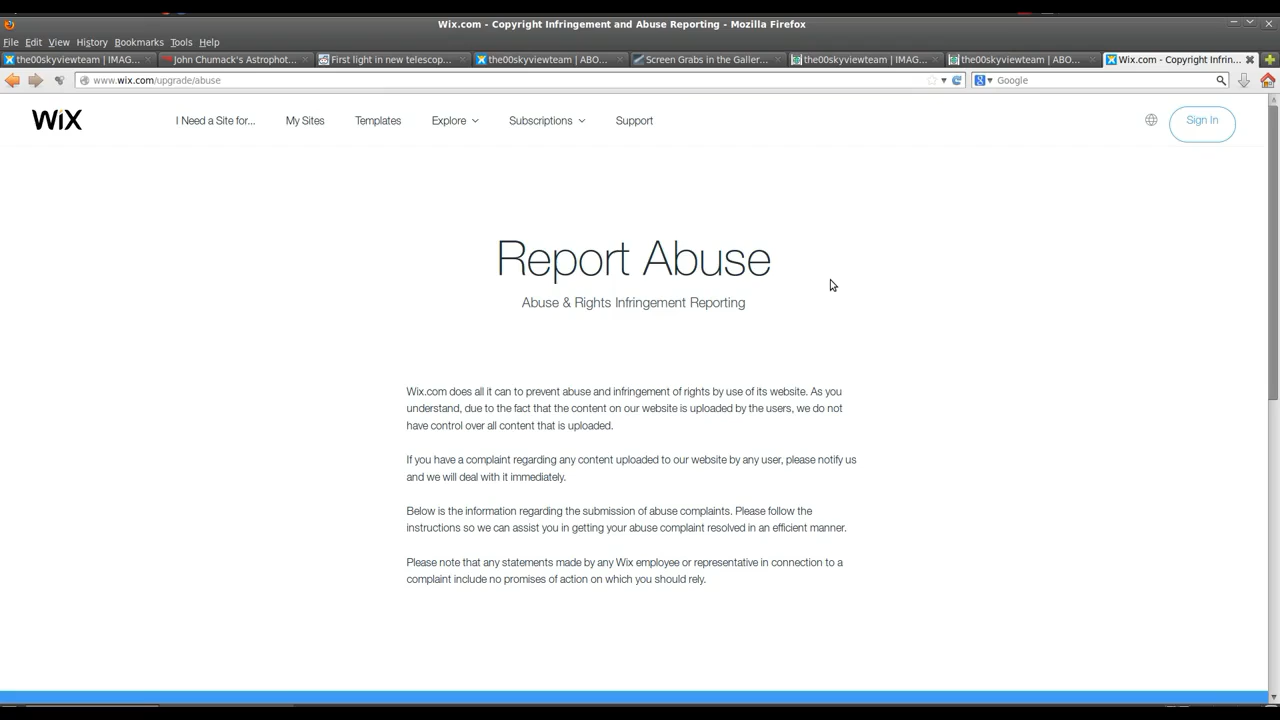 Wix.com - Copyright Infringement and Abuse Reporting - Mozilla Firefox
File Edit View History Bookmarks Tools Help
the00skyviewteam | IMAG... John Chumack's Astrophot... First light in new telescop... the00skyviewteam | ABO... Screen Grabs in the Galler... the00skyviewteam | IMAG... the00skyviewteam | ABO... Wix.com - Copyright Infrin...
www.wix.com/upgrade/abuse Google
WiX I Need a Site for... My Sites Templates Explore Subscriptions Support Sign In
Report Abuse
Abuse & Rights Infringement Reporting
Wix.com does all it can to prevent abuse and infringement of rights by use of its website. As you
understand, due to the fact that the content on our website is uploaded by the users, we do not
have control over all content that is uploaded.
If you have a complaint regarding any content uploaded to our website by any user, please notify us
and we will deal with it immediately.
Below is the information regarding the submission of abuse complaints. Please follow the
instructions so we can assist you in getting your abuse complaint resolved in an efficient manner.
Please note that any statements made by any Wix employee or representative in connection to a
complaint include no promises of action on which you should rely.